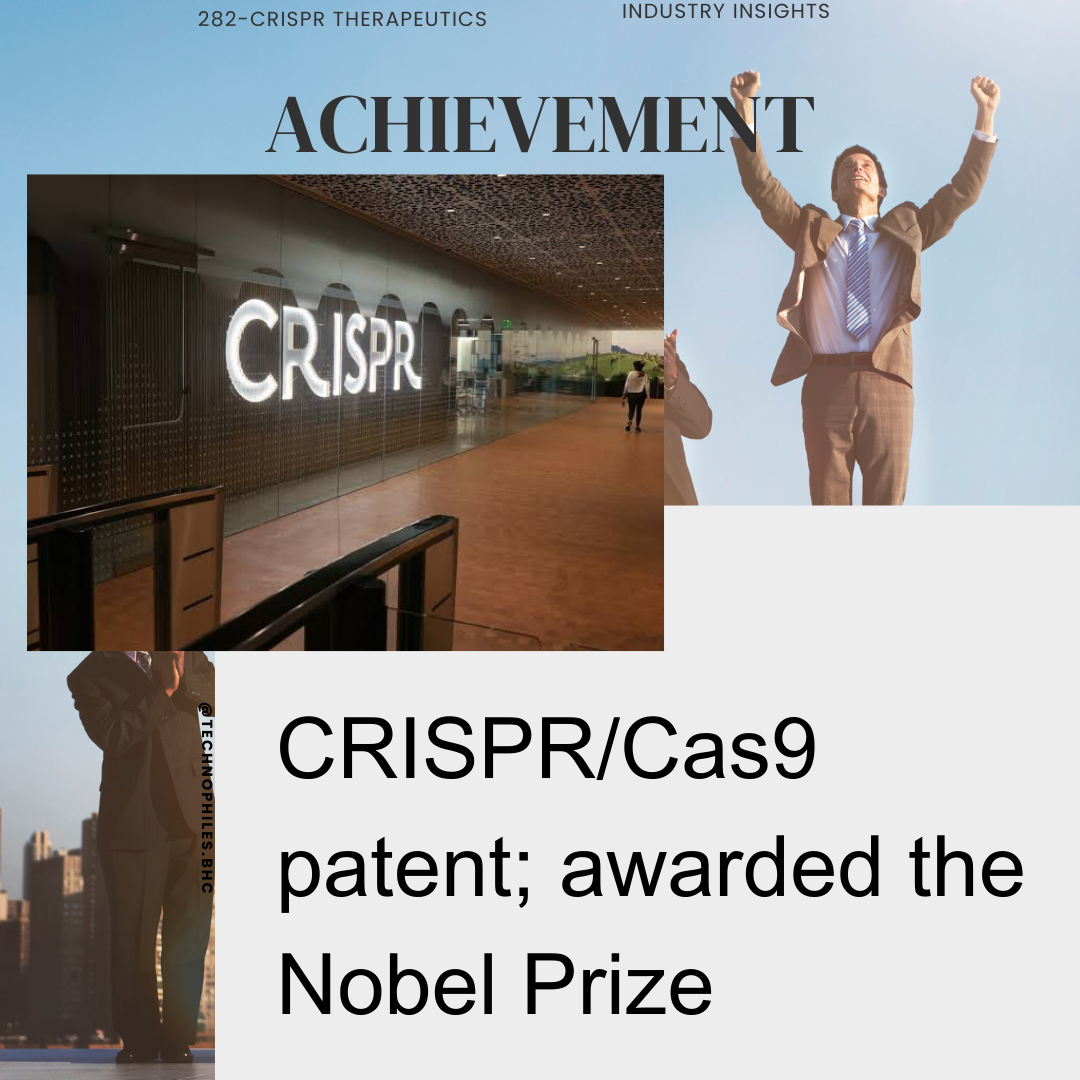 282-CRISPR THERAPEUTICS
INDUSTRY INSIGHTS
ACHIEVEMENT
CRISPR
@TECHNOPHILES.BHC
CRISPR/Cas9
patent; awarded the
Nobel Prize